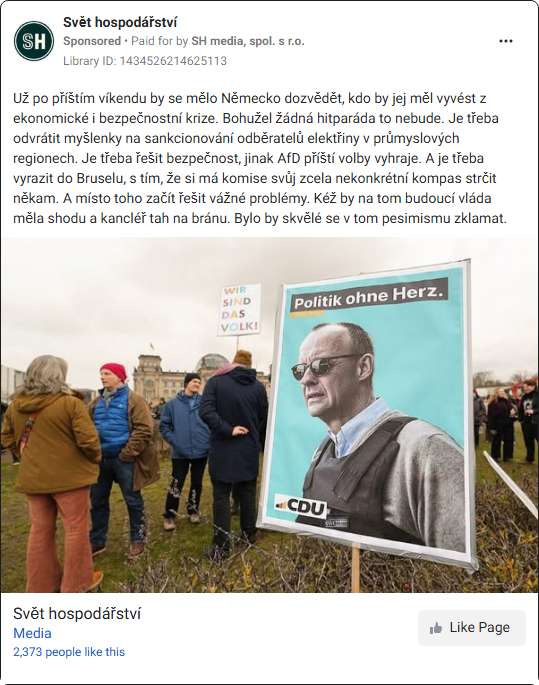 Svět hospodářství
Sponsored • Paid for by SH media, spol. s r.o.
Library ID: 1434526214625113
SH
Už po příštím víkendu by se mělo Německo dozvědět, kdo by jej měl vyvést z
ekonomické i bezpečnostní krize. Bohužel žádná hitparáda to nebude. Je třeba
odvrátit myšlenky na sankcionování odběratelů elektřiny v průmyslových
regionech. Je třeba řešit bezpečnost, jinak AfD příští volby vyhraje. A je třeba
vyrazit do Bruselu, s tím, že si má komise svůj zcela nekonkrétní kompas strčit
někam. A místo toho začít řešit vážné problémy. Kéž by na tom budoucí vláda
měla shodu a kancléř tah na bránu. Bylo by skvělé se v tom pesimismu zklamat.
WIR
SIND
DAS
VOLK!
Politik ohne Herz.
CDU
Svět hospodářství
Media
2,373 people like this
Like Page